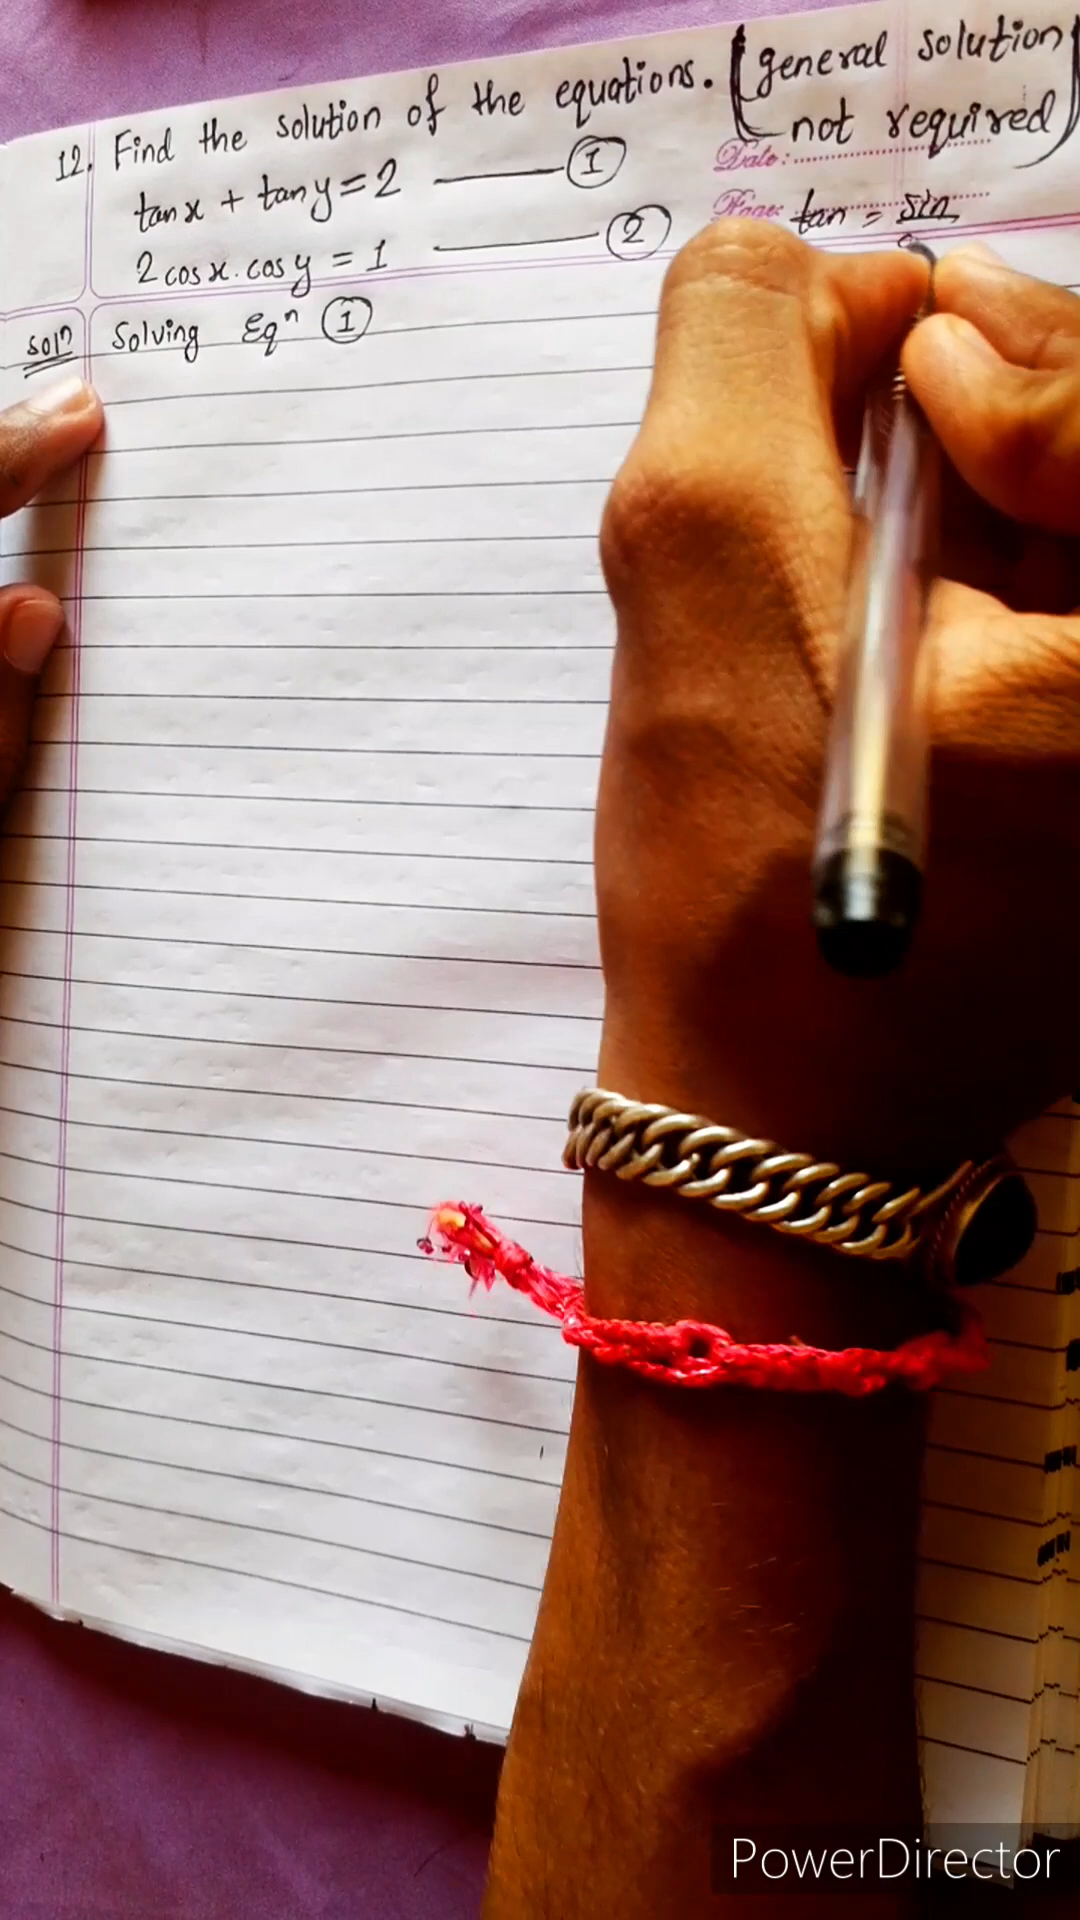 12. Find the solution of the equations. (general solution not required)
tan x + tan y = 2 ——— ①
2 cos x . cos y = 1 ——— ②
Date:
Page:
tan = sin
Solⁿ Solving Eqⁿ ①
PowerDirector